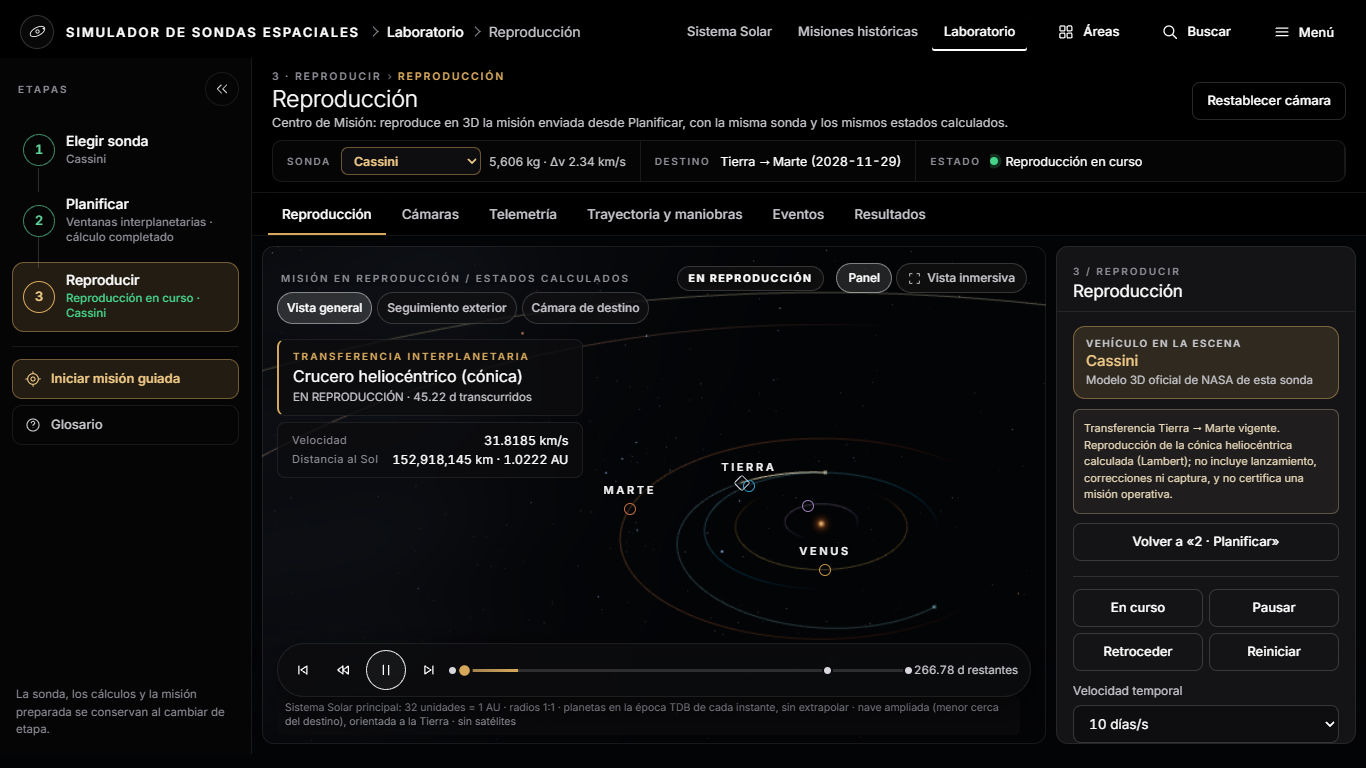 SIMULADOR DE SONDAS ESPACIALES
Laboratorio
Reproducción
Sistema Solar
Misiones históricas
Laboratorio
Áreas
Buscar
Menú
ETAPAS
1
Elegir sonda
Cassini
2
Planificar
Ventanas interplanetarias ·
cálculo completado
3
Reproducir
Reproducción en curso ·
Cassini
Iniciar misión guiada
Glosario
La sonda, los cálculos y la misión
preparada se conservan al cambiar de
etapa.
3 · REPRODUCIR › REPRODUCCIÓN
Reproducción
Centro de Misión: reproduce en 3D la misión enviada desde Planificar, con la misma sonda y los mismos estados calculados.
Restablecer cámara
SONDA
Cassini
5,606 kg · Δv 2.34 km/s
DESTINO
Tierra → Marte (2028-11-29)
ESTADO
Reproducción en curso
Reproducción
Cámaras
Telemetría
Trayectoria y maniobras
Eventos
Resultados
MISIÓN EN REPRODUCCIÓN / ESTADOS CALCULADOS
EN REPRODUCCIÓN
Panel
Vista inmersiva
Vista general
Seguimiento exterior
Cámara de destino
TRANSFERENCIA INTERPLANETARIA
Crucero heliocéntrico (cónica)
EN REPRODUCCIÓN · 45.22 d transcurridos
Velocidad
31.8185 km/s
Distancia al Sol
152,918,145 km · 1.0222 AU
TIERRA
MARTE
VENUS
266.78 d restantes
Sistema Solar principal: 32 unidades = 1 AU · radios 1:1 · planetas en la época TDB de cada instante, sin extrapolar · nave ampliada (menor cerca
del destino), orientada a la Tierra · sin satélites
3 / REPRODUCIR
Reproducción
VEHÍCULO EN LA ESCENA
Cassini
Modelo 3D oficial de NASA de esta sonda
Transferencia Tierra → Marte vigente.
Reproducción de la cónica heliocéntrica
calculada (Lambert); no incluye lanzamiento,
correcciones ni captura, y no certifica una
misión operativa.
Volver a «2 · Planificar»
En curso
Pausar
Retroceder
Reiniciar
Velocidad temporal
10 días/s